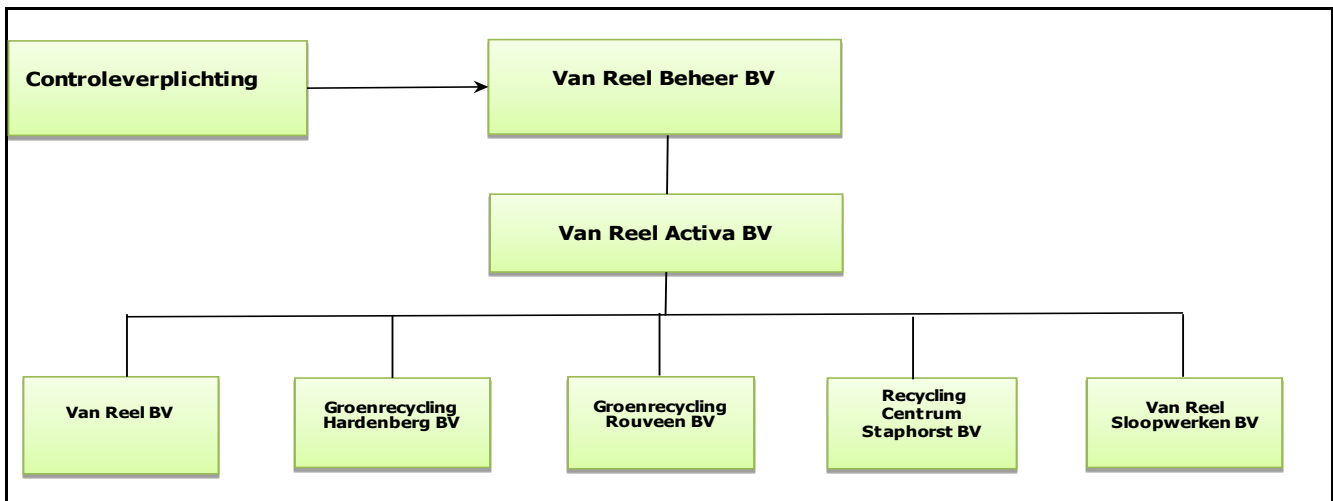 Controleverplichting
Van Reel Beheer BV
Van Reel Activa BV
Van Reel BV
Groenrecycling
Hardenberg BV
Groenrecycling
Rouveen BV
Recycling
Centrum
Staphorst BV
Van Reel
Sloopwerken BV